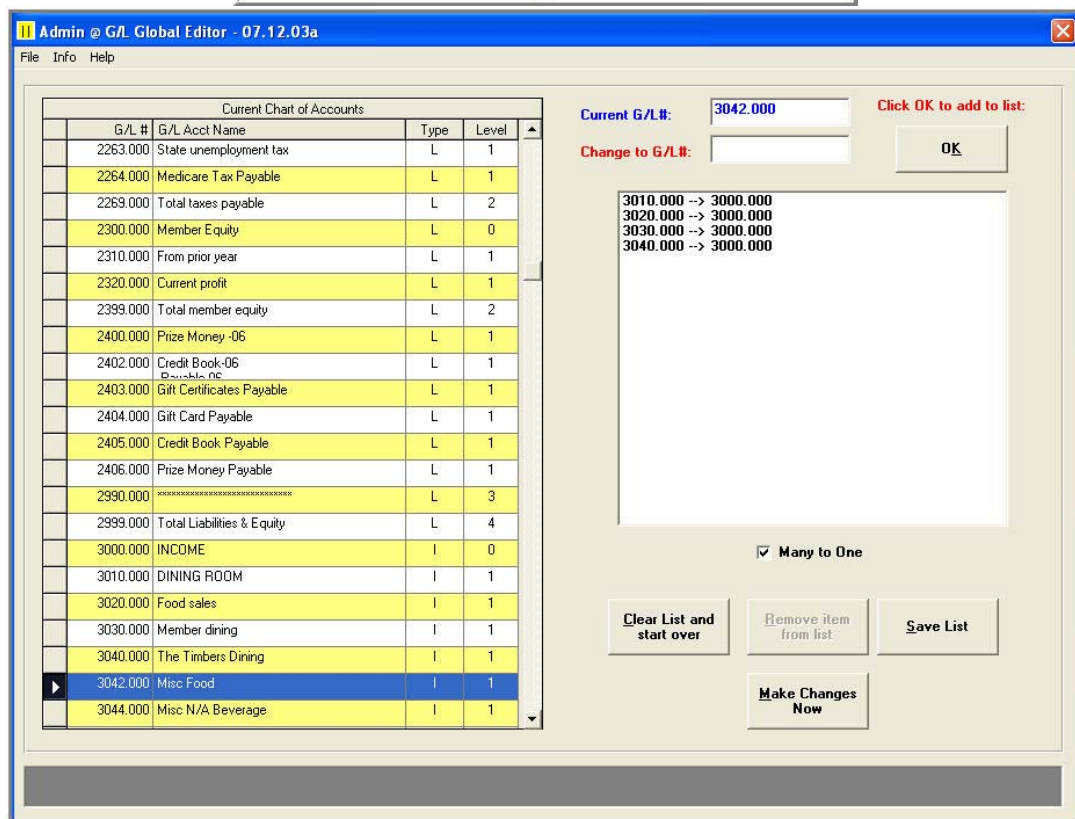 Admin @ G/L Global Editor - 07.12.03a
File Info Help
Current Chart of Accounts
G/L # G/L Acct Name Type Level
2263.000 State unemployment tax L 1
2264.000 Medicare Tax Payable L 1
2269.000 Total taxes payable L 2
2300.000 Member Equity L 0
2310.000 From prior year L 1
2320.000 Current profit L 1
2399.000 Total member equity L 2
2400.000 Prize Money -06 L 1
2402.000 Credit Book-06 L 1
Payable 06
2403.000 Gift Certificates Payable L 1
2404.000 Gift Card Payable L 1
2405.000 Credit Book Payable L 1
2406.000 Prize Money Payable L 1
2990.000 ***************************** L 3
2999.000 Total Liabilities & Equity L 4
3000.000 INCOME I 0
3010.000 DINING ROOM I 1
3020.000 Food sales I 1
3030.000 Member dining I 1
3040.000 The Timbers Dining I 1
3042.000 Misc Food I 1
3044.000 Misc N/A Beverage I 1
Current G/L#: 3042.000
Change to G/L#:
Click OK to add to list:
OK
3010.000 --> 3000.000
3020.000 --> 3000.000
3030.000 --> 3000.000
3040.000 --> 3000.000
Many to One
Clear List and
start over
Remove item
from list
Save List
Make Changes
Now